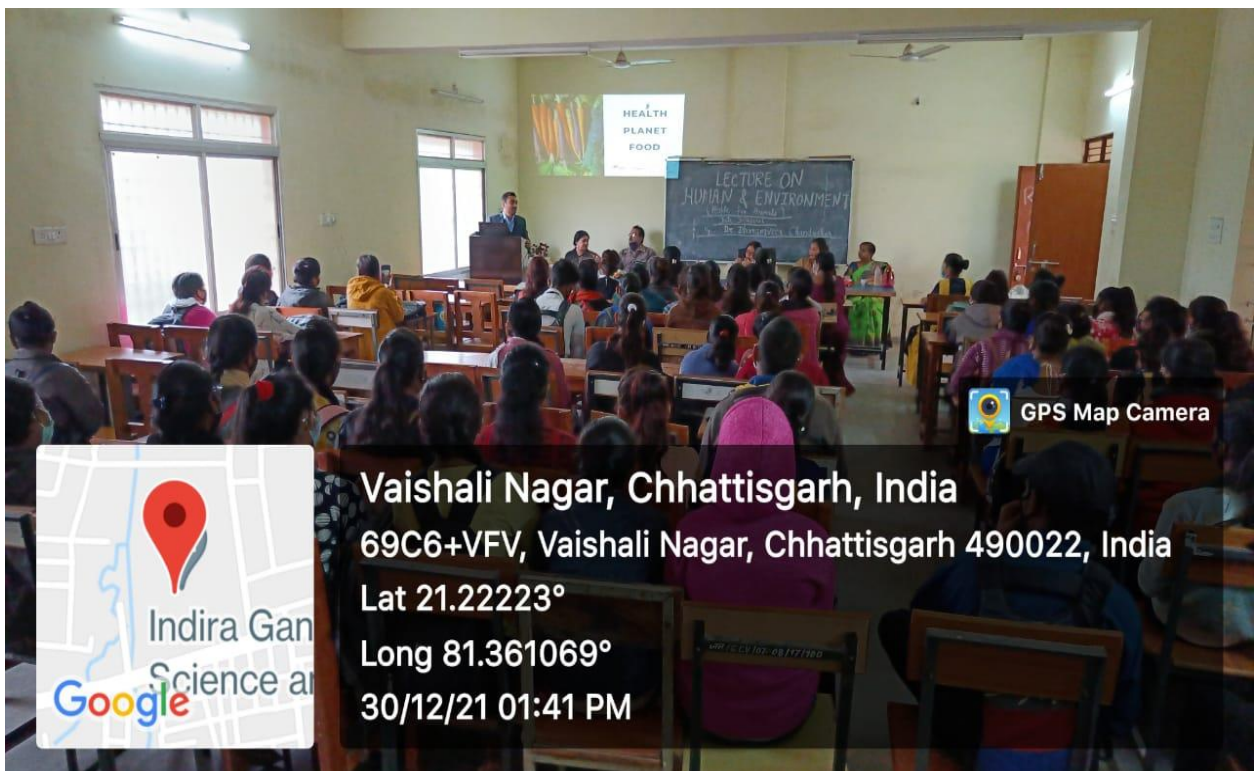 HEALTH
PLANET
FOOD
LECTURE ON
HUMAN & ENVIRONMENT
GPS Map Camera
Vaishali Nagar, Chhattisgarh, India
69C6+VFV, Vaishali Nagar, Chhattisgarh 490022, India
Lat 21.22223°
Long 81.361069°
30/12/21 01:41 PM
Indira Gan
Science ar
Google